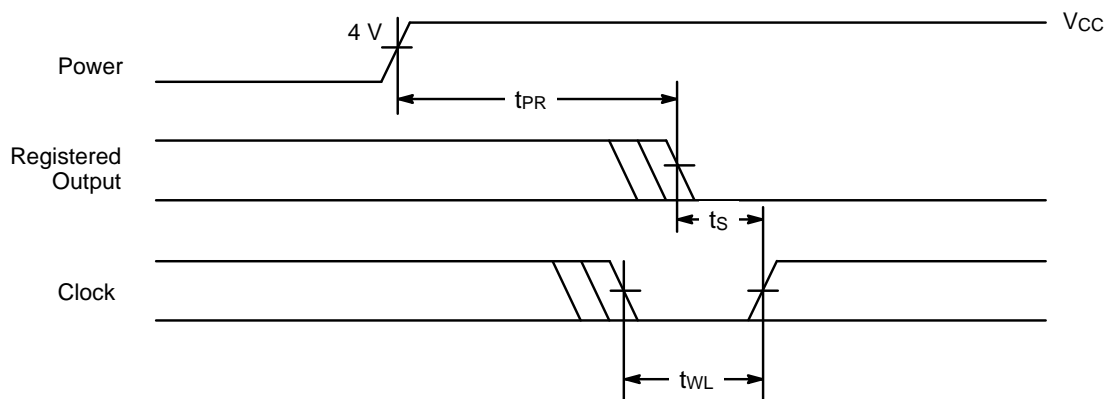 4 V
VCC
Power
tPR
Registered
Output
tS
Clock
tWL